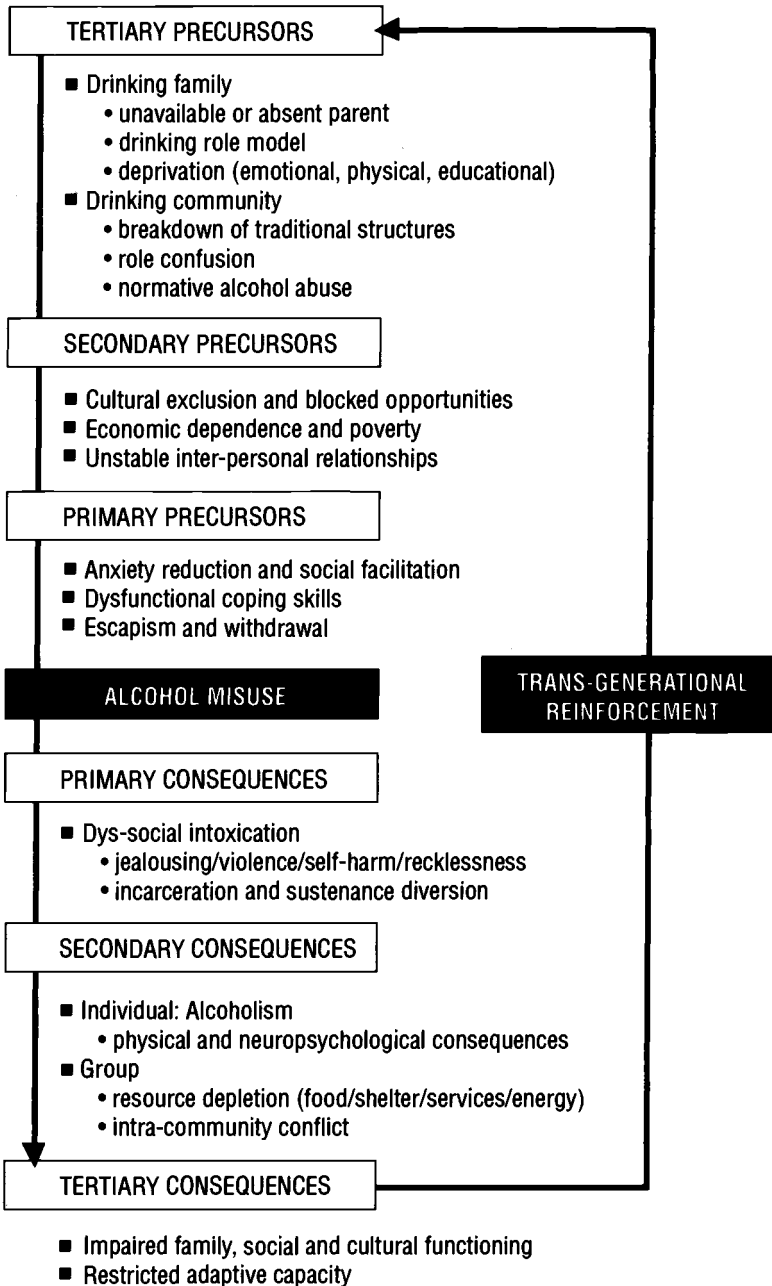 TERTIARY PRECURSORS
■ Drinking family
• unavailable or absent parent
• drinking role model
• deprivation (emotional, physical, educational)
■ Drinking community
• breakdown of traditional structures
• role confusion
• normative alcohol abuse
SECONDARY PRECURSORS
■ Cultural exclusion and blocked opportunities
■ Economic dependence and poverty
■ Unstable inter-personal relationships
PRIMARY PRECURSORS
■ Anxiety reduction and social facilitation
■ Dysfunctional coping skills
■ Escapism and withdrawal
ALCOHOL MISUSE
TRANS-GENERATIONAL
REINFORCEMENT
PRIMARY CONSEQUENCES
■ Dys-social intoxication
• jealousing/violence/self-harm/recklessness
• incarceration and sustenance diversion
SECONDARY CONSEQUENCES
■ Individual: Alcoholism
• physical and neuropsychological consequences
■ Group
• resource depletion (food/shelter/services/energy)
• intra-community conflict
TERTIARY CONSEQUENCES
■ Impaired family, social and cultural functioning
■ Restricted adaptive capacity